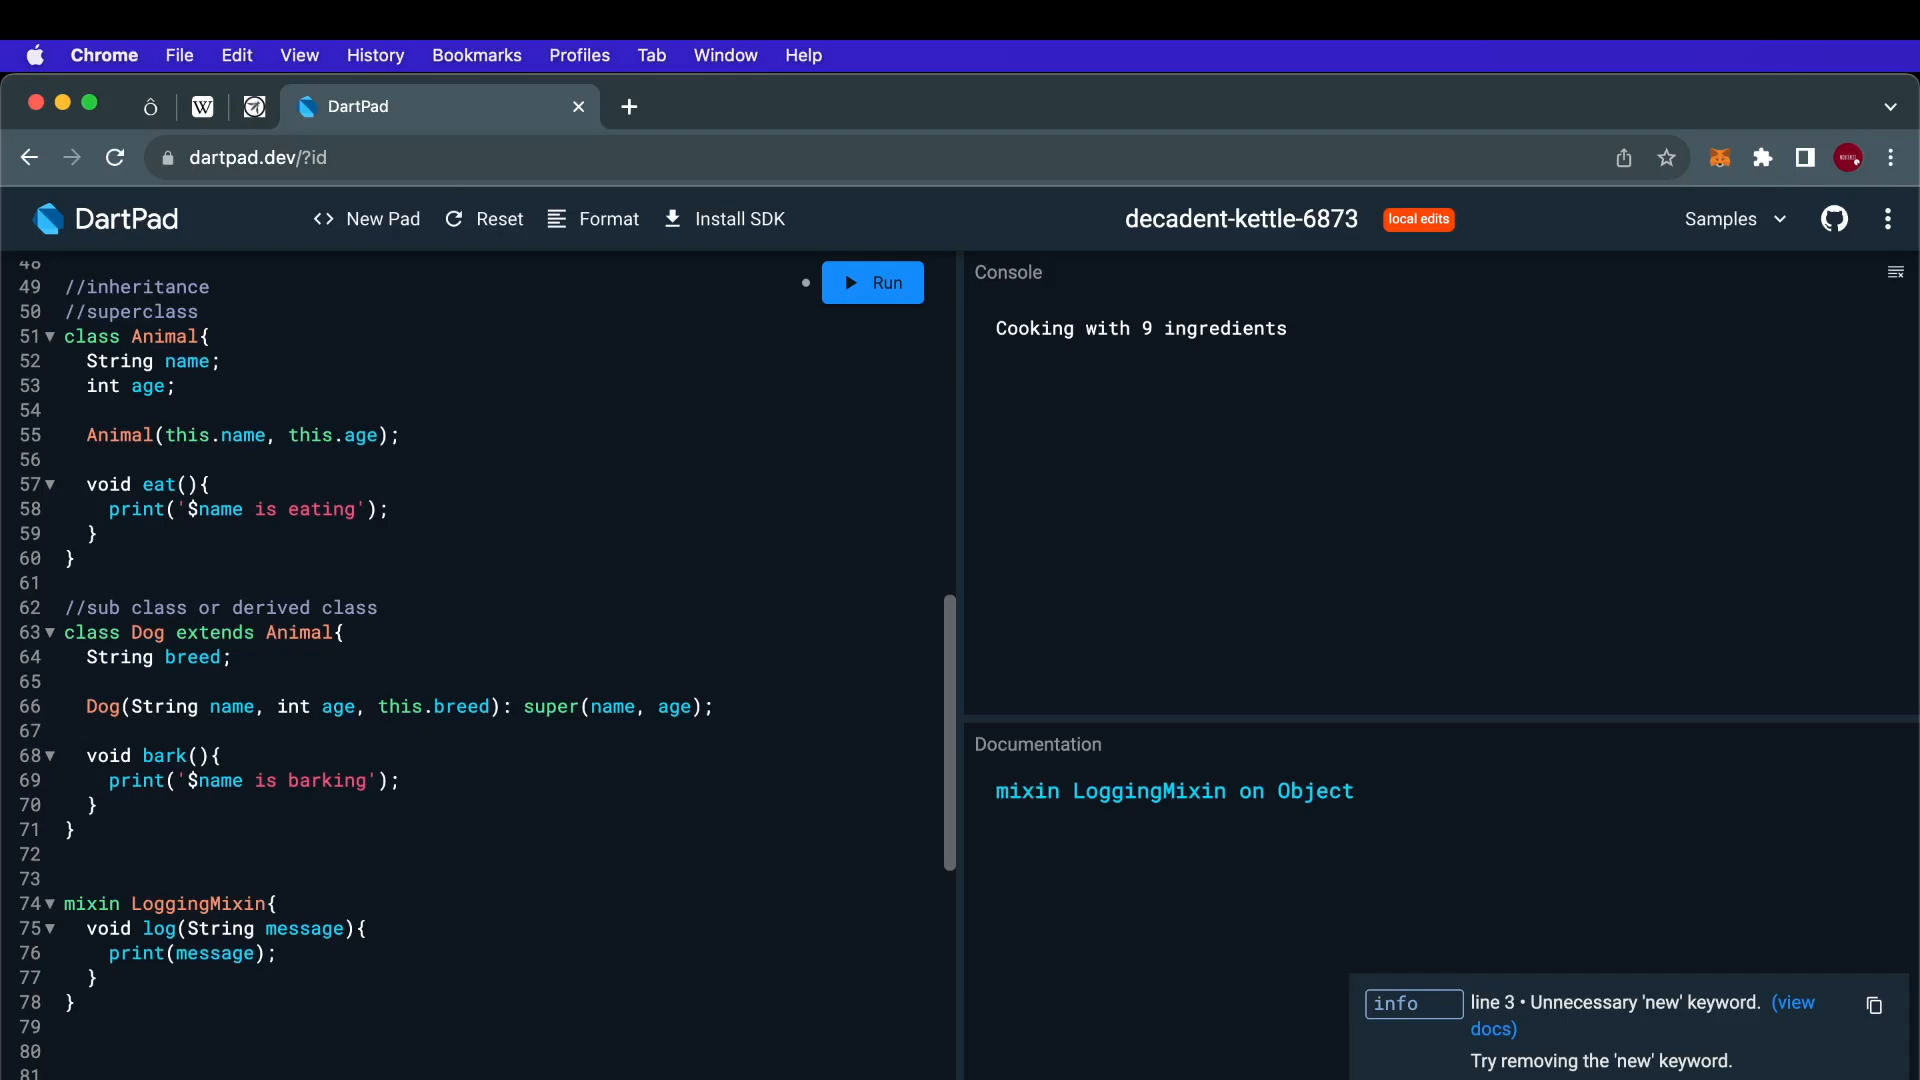 Chrome File Edit View History Bookmarks Profiles Tab Window Help
W DartPad
dartpad.dev/?id
DartPad <> New Pad Reset Format Install SDK decadent-kettle-6873 local edits Samples
48
49 //inheritance
50 //superclass
51 class Animal{
52 String name;
53 int age;
54
55 Animal(this.name, this.age);
56
57 void eat(){
58 print('$name is eating');
59 }
60 }
61
62 //sub class or derived class
63 class Dog extends Animal{
64 String breed;
65
66 Dog(String name, int age, this.breed): super(name, age);
67
68 void bark(){
69 print('$name is barking');
70 }
71 }
72
73
74 mixin LoggingMixin{
75 void log(String message){
76 print(message);
77 }
78 }
79
80
81
Run
Console
Cooking with 9 ingredients
Documentation
mixin LoggingMixin on Object
info line 3 • Unnecessary 'new' keyword. (view
docs)
Try removing the 'new' keyword.